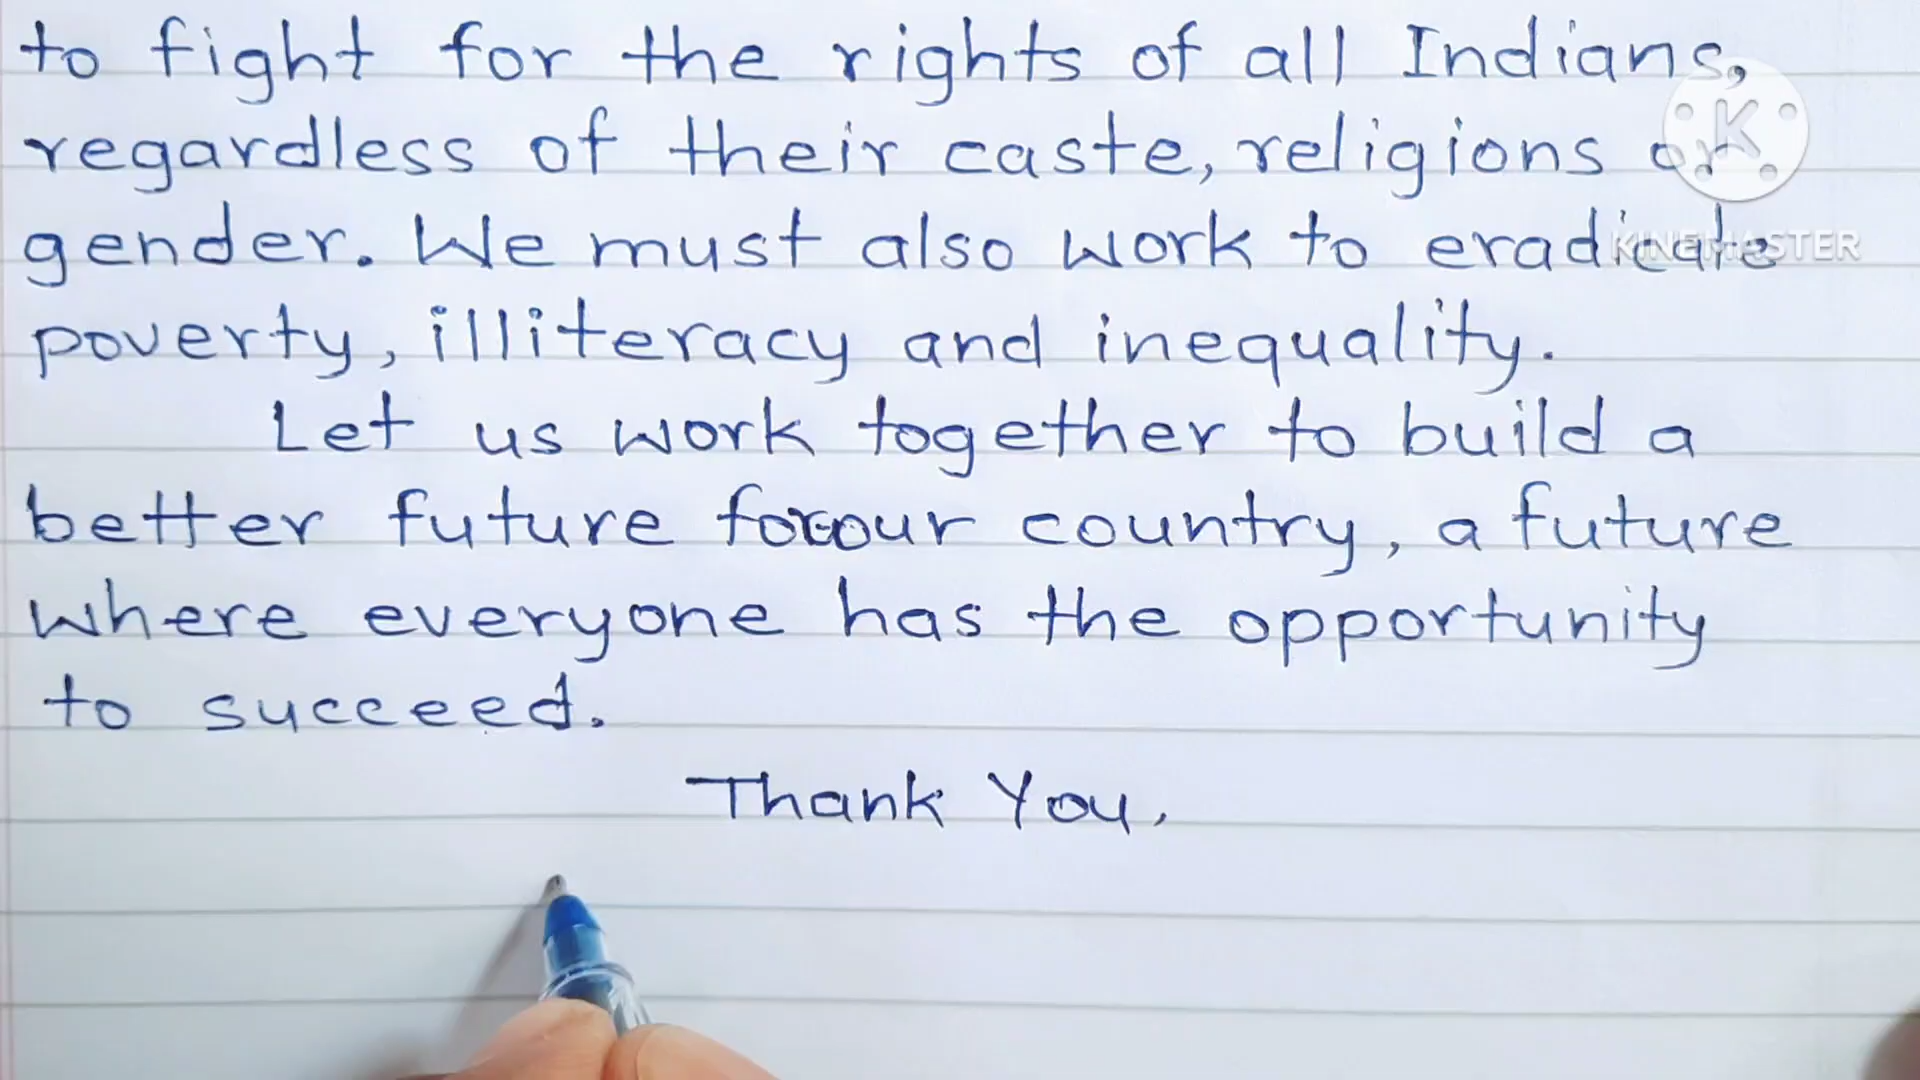 to fight for the rights of all Indians,
regardless of their caste, religions or
gender. We must also work to eradicate
poverty, illiteracy and inequality.
Let us work together to build a
better future for our country, a future
where everyone has the opportunity
to succeed.
Thank You.
K
KINEMASTER